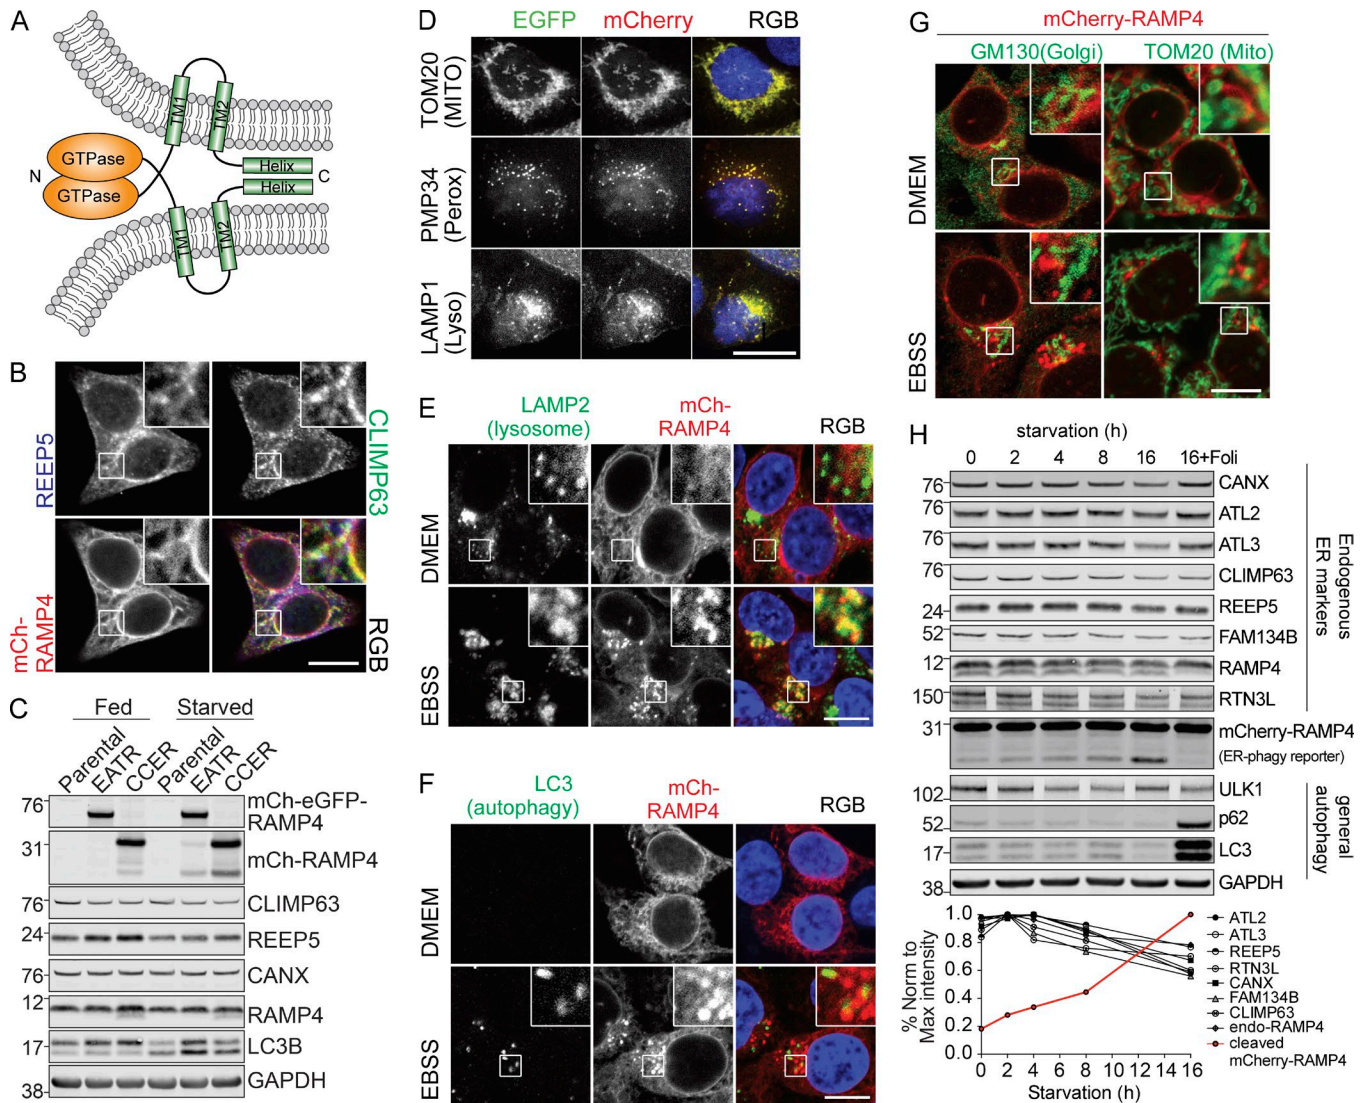 A
TM1
TM2
GTPase
GTPase
N
Helix
Helix
C
TM1
TM2
B
REEP5
CLIMP63
mCh-
RAMP4
RGB
C
Fed
Starved
Parental
EATR
CCER
Parental
EATR
CCER
76
mCh-eGFP-
RAMP4
31
mCh-RAMP4
76
CLIMP63
24
REEP5
76
CANX
12
RAMP4
17
LC3B
38
GAPDH
D
EGFP
mCherry
RGB
TOM20
(MITO)
PMP34
(Perox)
LAMP1
(Lyso)
E
LAMP2
(lysosome)
mCh-
RAMP4
RGB
DMEM
EBSS
F
LC3
(autophagy)
mCh-
RAMP4
RGB
DMEM
EBSS
G
mCherry-RAMP4
GM130(Golgi)
TOM20 (Mito)
DMEM
EBSS
H
starvation (h)
0 2 4 8 16 16+Foli
76
CANX
76
ATL2
76
ATL3
76
CLIMP63
24
REEP5
52
FAM134B
12
RAMP4
150
RTN3L
Endogenous
ER markers
31
mCherry-RAMP4
(ER-phagy reporter)
102
ULK1
52
p62
17
LC3
38
GAPDH
general
autophagy
% Norm to
Max intensity
1.0
0.8
0.6
0.4
0.2
0.0
0 2 4 6 8 10 12 14 16
Starvation (h)
ATL2
ATL3
REEP5
RTN3L
CANX
FAM134B
CLIMP63
endo-RAMP4
cleaved
mCherry-RAMP4